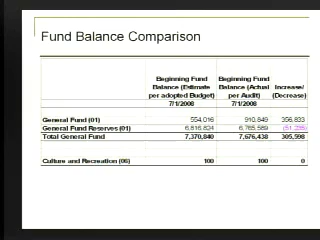 Fund Balance Comparison
Beginning Fund Balance (Estimate per adopted Budget) Beginning Fund Balance (Actual per Audit) Increase/ (Decrease)
7/1/2008 7/1/2008
General Fund (01) 554,016 910,849 356,833
General Fund Reserves (01) 6,816,824 6,765,589 (51,235)
Total General Fund 7,370,840 7,676,438 305,598
Culture and Recreation (06) 100 100 0